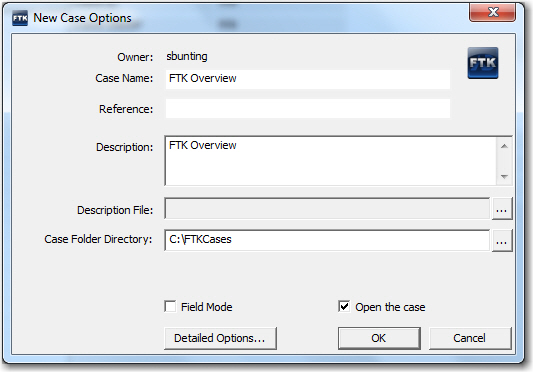 FTK New Case Options
Owner: sbunting
FTK
Case Name: FTK Overview
Reference:
Description: FTK Overview
Description File: ...
Case Folder Directory: C:\FTKCases ...
Field Mode Open the case
Detailed Options... OK Cancel